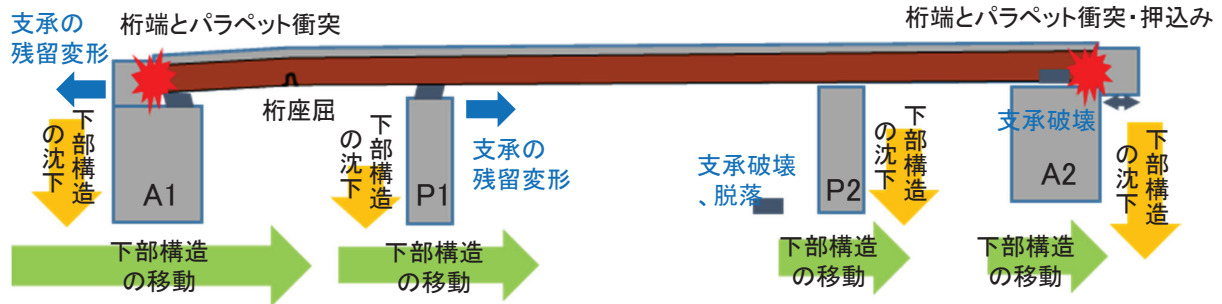 支承の
残留変形
桁端とパラペット衝突
桁端とパラペット衝突・押込み
桁座屈
下部構造
の沈下
A1
下部構造
の沈下
P1
支承の
残留変形
支承破壊
、脱落
P2
下部構造
の沈下
支承破壊
A2
下部構造
の沈下
下部構造
の移動
下部構造
の移動
下部構造
の移動
下部構造
の移動